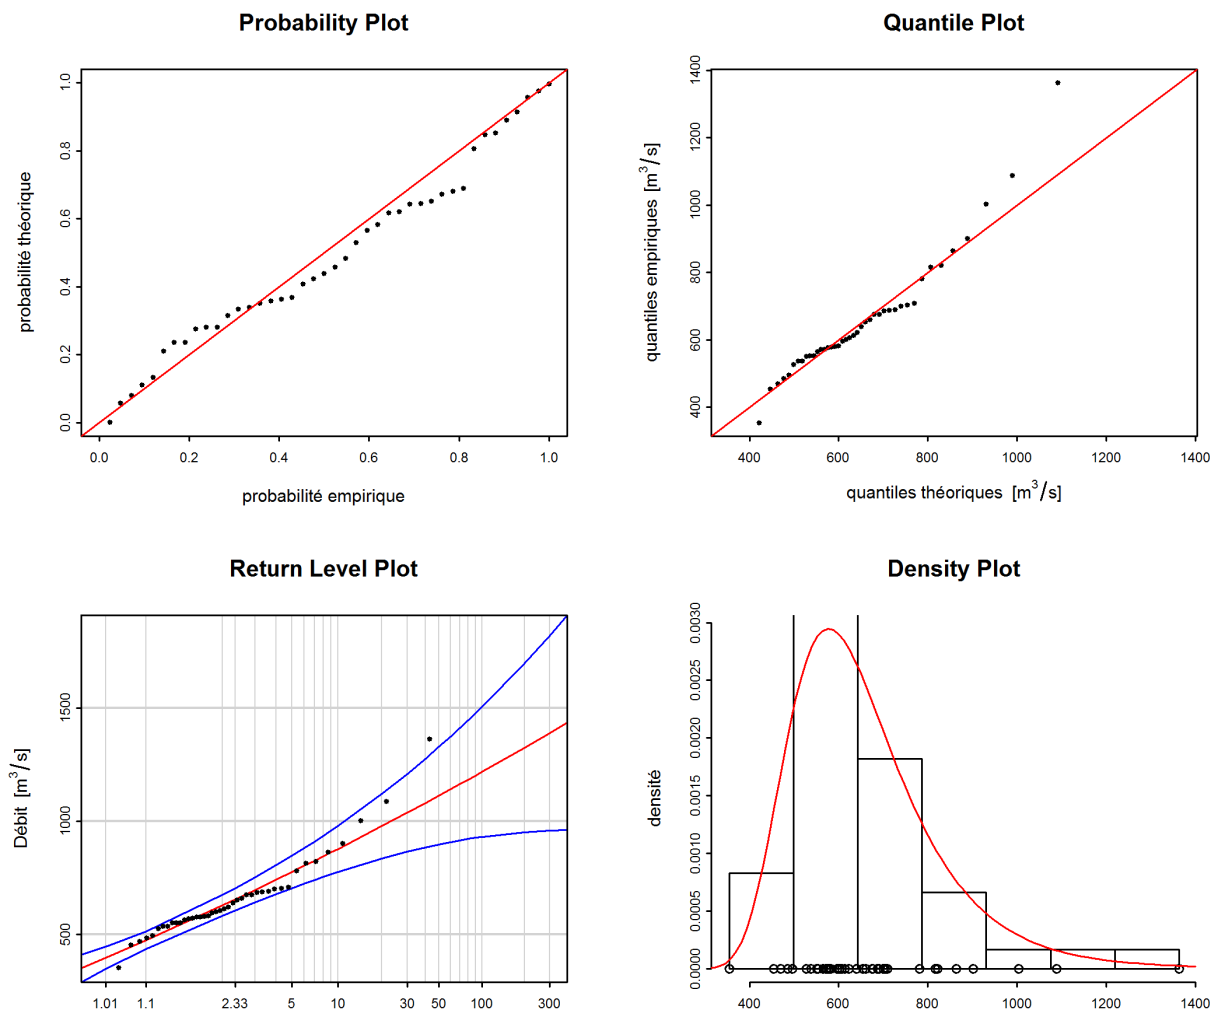 Probability Plot
probabilité théorique
0.0 0.2 0.4 0.6 0.8 1.0
0.0 0.2 0.4 0.6 0.8 1.0
probabilité empirique
Quantile Plot
quantiles empiriques [m³/s]
400 600 800 1000 1200 1400
400 600 800 1000 1200 1400
quantiles théoriques [m³/s]
Return Level Plot
Débit [m³/s]
500 1000 1500
1.01 1.1 2.33 5 10 30 50 100 300
Density Plot
densité
0.0000 0.0005 0.0010 0.0015 0.0020 0.0025 0.0030
400 600 800 1000 1200 1400